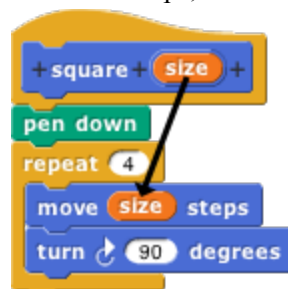 + square + size +
pen down
repeat 4
move size steps
turn 90 degrees